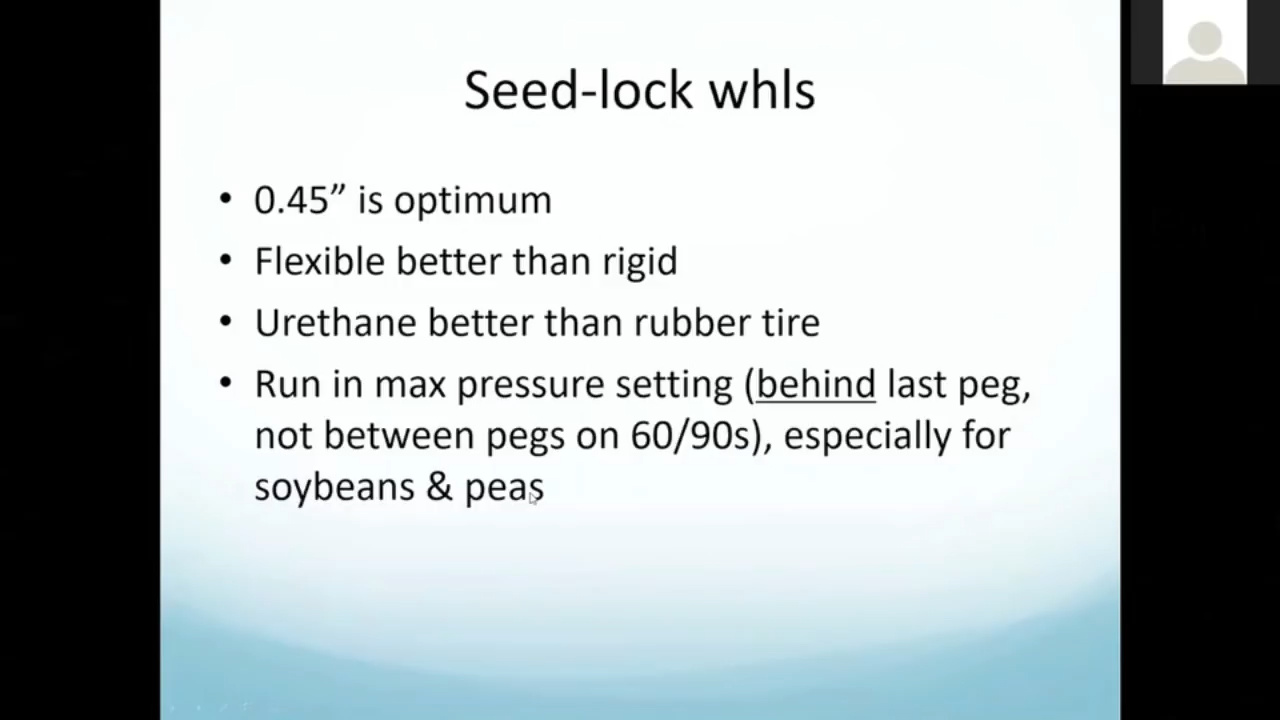 Seed-lock whls
• 0.45” is optimum
• Flexible better than rigid
• Urethane better than rubber tire
• Run in max pressure setting (behind last peg,
not between pegs on 60/90s), especially for
soybeans & peas